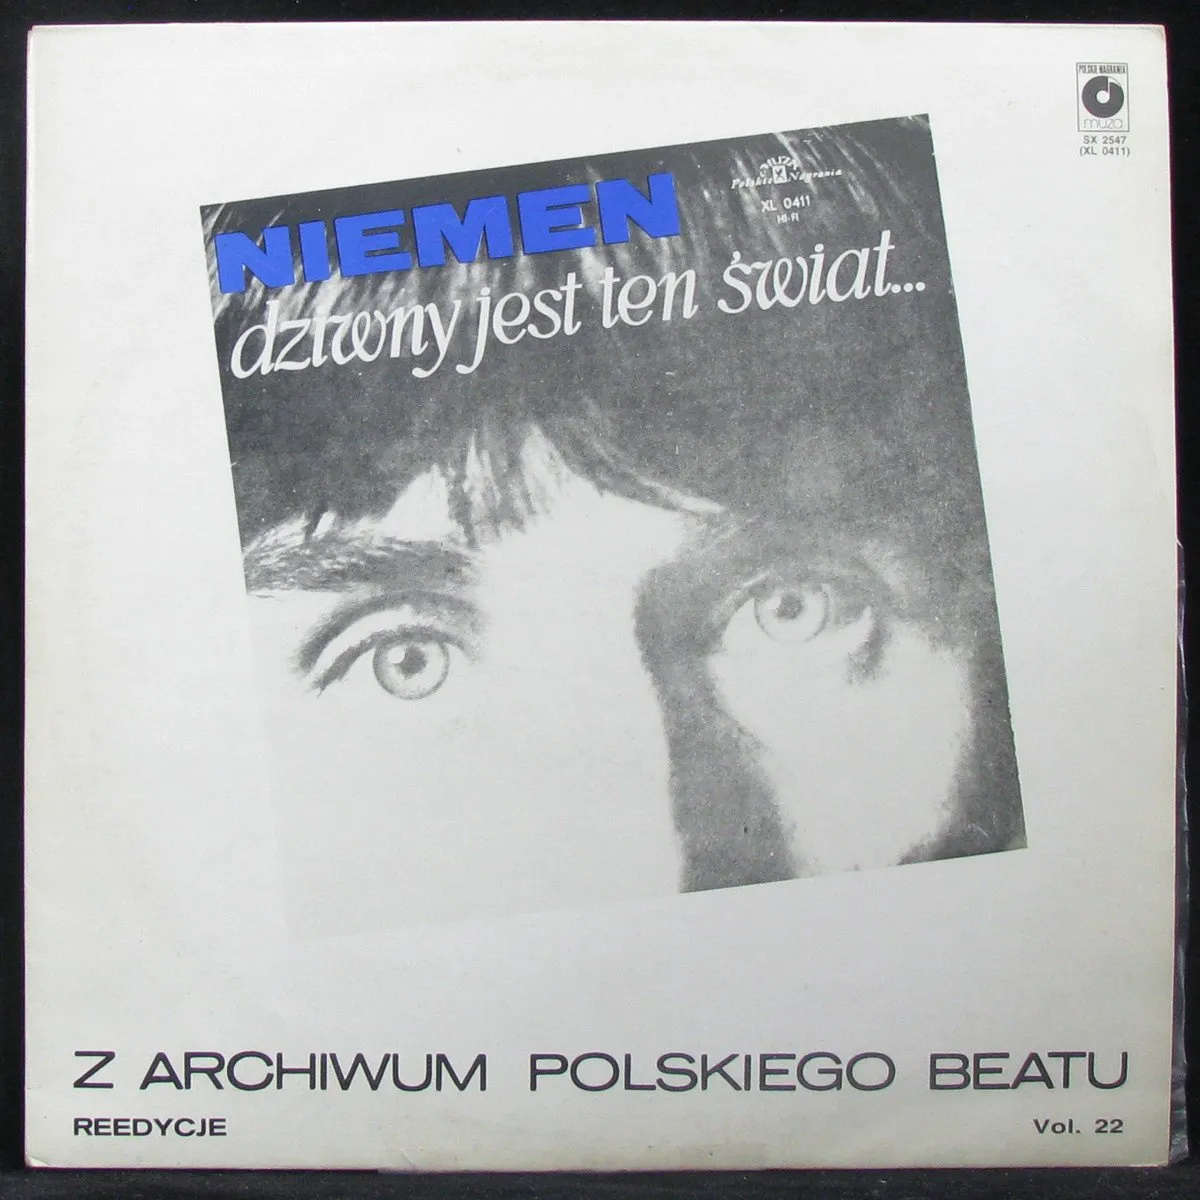 POLSKIE NAGRANIA
muza
SX 2547
(XL 0411)
MUZA
Polskie Nagrania
XL 0411
HI-FI
NIEMEN
dziwny jest ten świat...
Z ARCHIWUM POLSKIEGO BEATU
REEDYCJE
Vol. 22